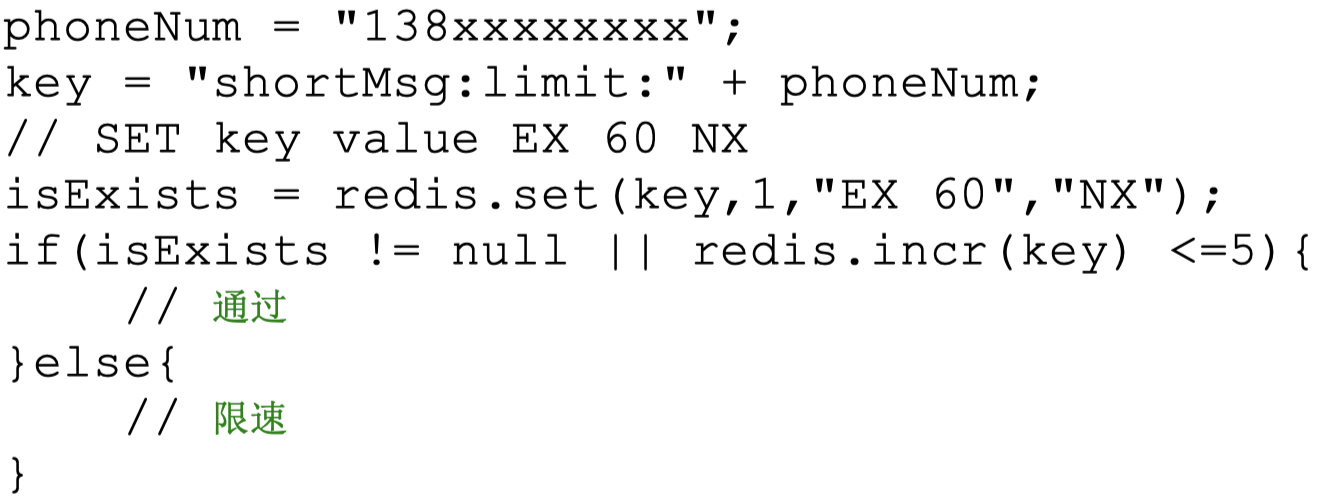 phoneNum = "138xxxxxxxx";
key = "shortMsg:limit:" + phoneNum;
// SET key value EX 60 NX
isExists = redis.set(key,1,"EX 60","NX");
if(isExists != null || redis.incr(key) <=5){
    // 通过
}else{
    // 限速
}